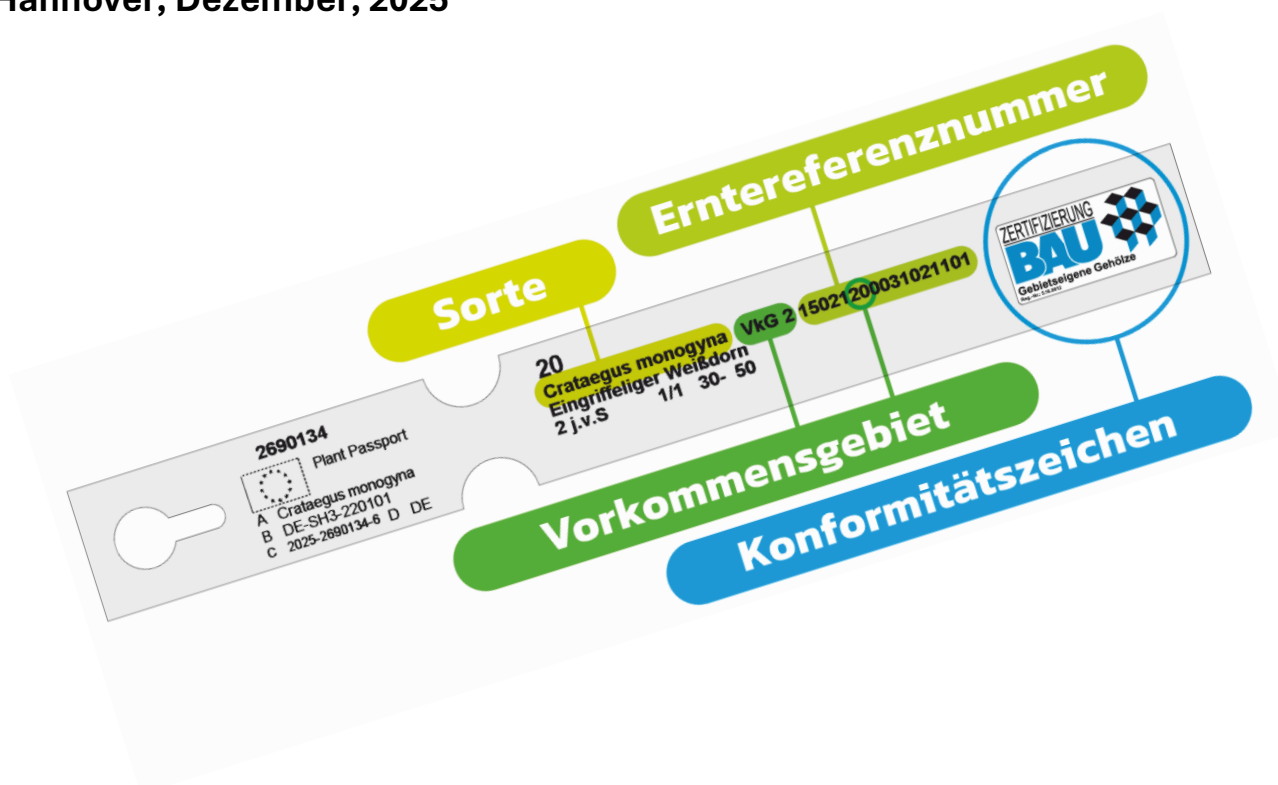 Hannover, Dezember, 2025
Erntereferenznummer
Sorte
ZERTIFIZIERUNG
BAU
Gebietseigene Gehölze
150212000310211101
VkG 2
20
Crataegus monogyna
Eingriffeliger Weißdorn
2 j.v.S 1/1 30- 50
2690134
Plant Passport
A Crataegus monogyna
B DE-SH3-220101
C 2025-2690134-6 D DE
Vorkommensgebiet
Konformitätszeichen